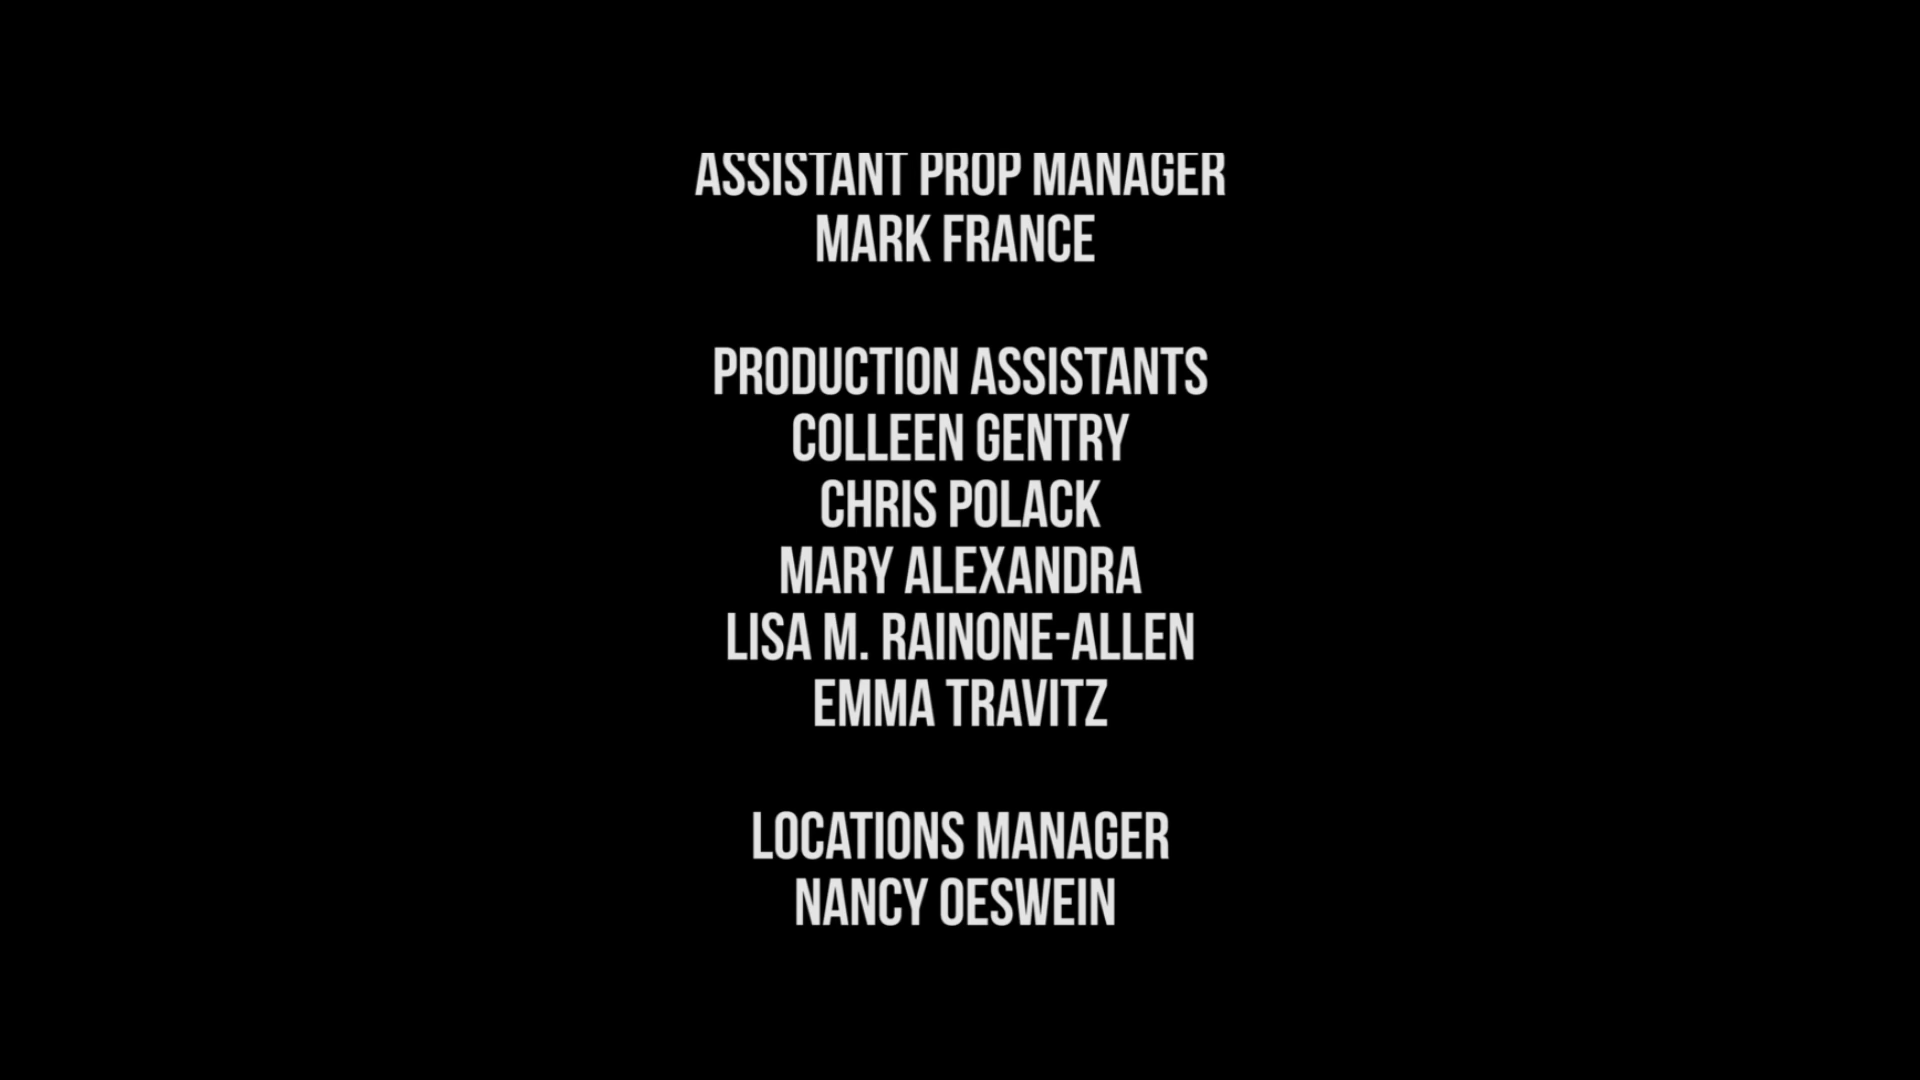 ASSISTANT PROP MANAGER
MARK FRANCE
PRODUCTION ASSISTANTS
COLLEEN GENTRY
CHRIS POLACK
MARY ALEXANDRA
LISA M. RAINONE-ALLEN
EMMA TRAVITZ
LOCATIONS MANAGER
NANCY OESWEIN